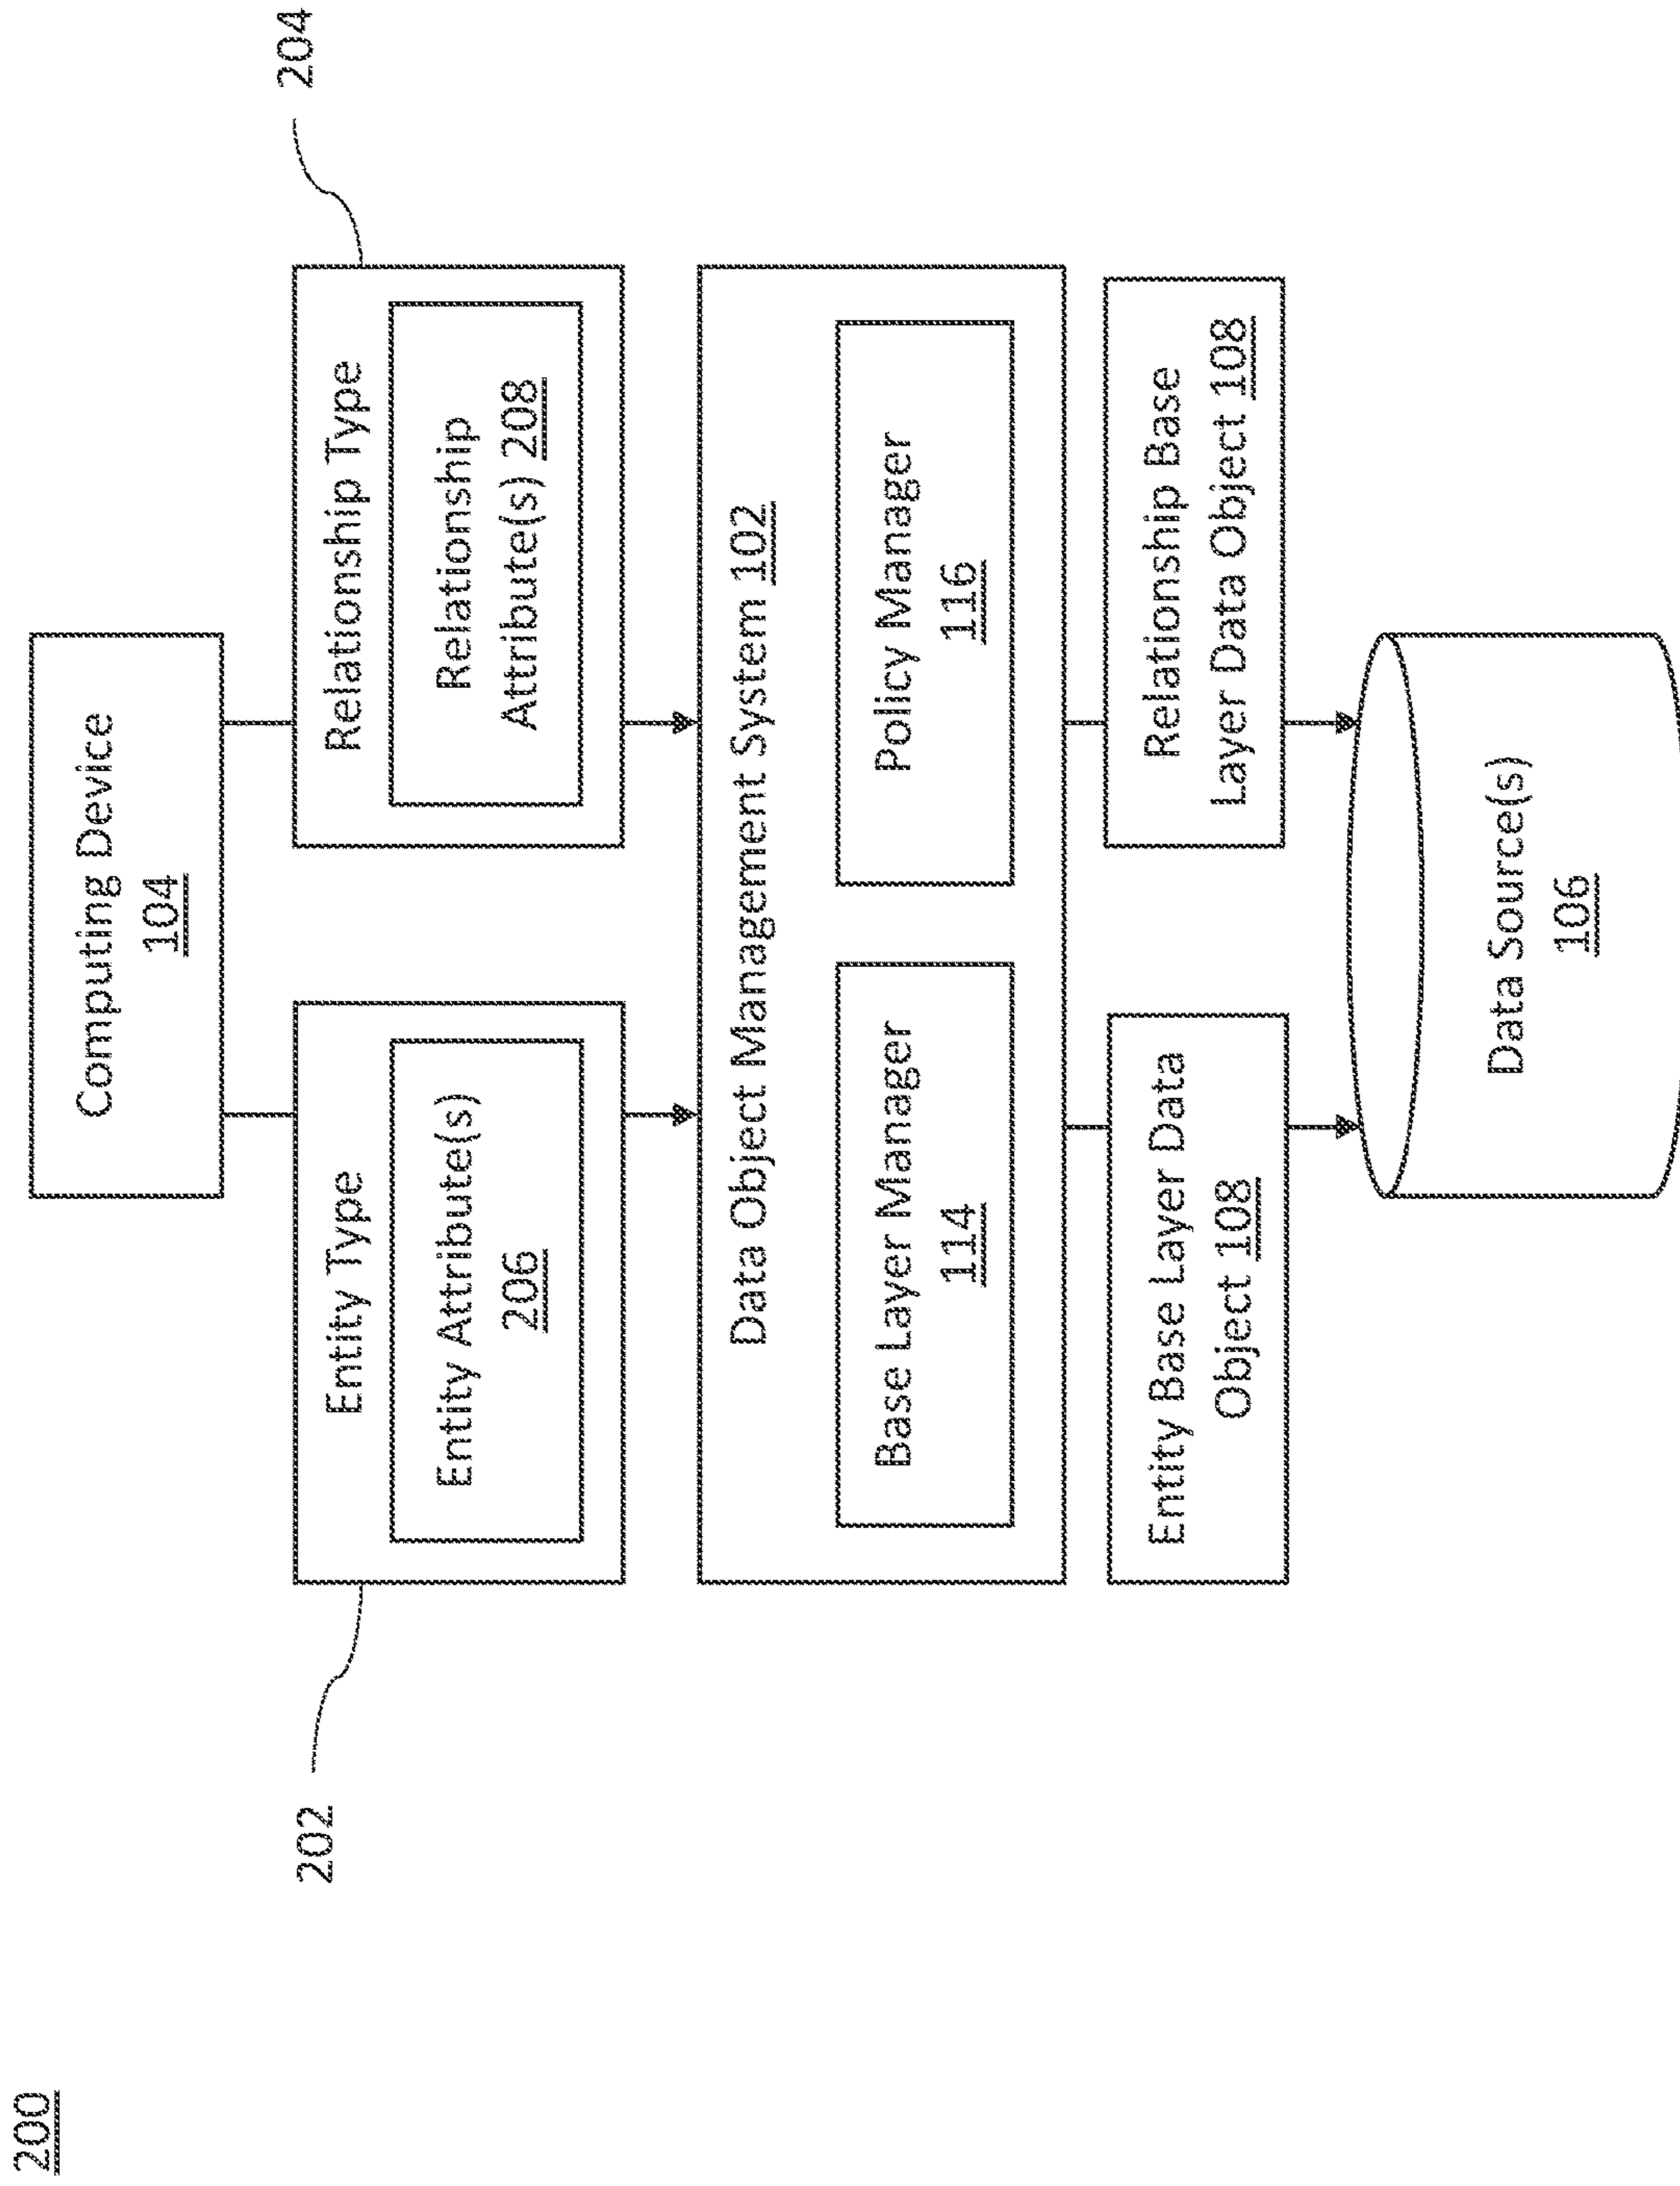 200
Computing Device
104
202
Entity Type
Entity Attribute(s)
206
204
Relationship Type
Relationship
Attribute(s) 208
Data Object Management System 102
Base Layer Manager
114
Policy Manager
116
Entity Base Layer Data
Object 108
Relationship Base
Layer Data Object 108
Data Source(s)
106